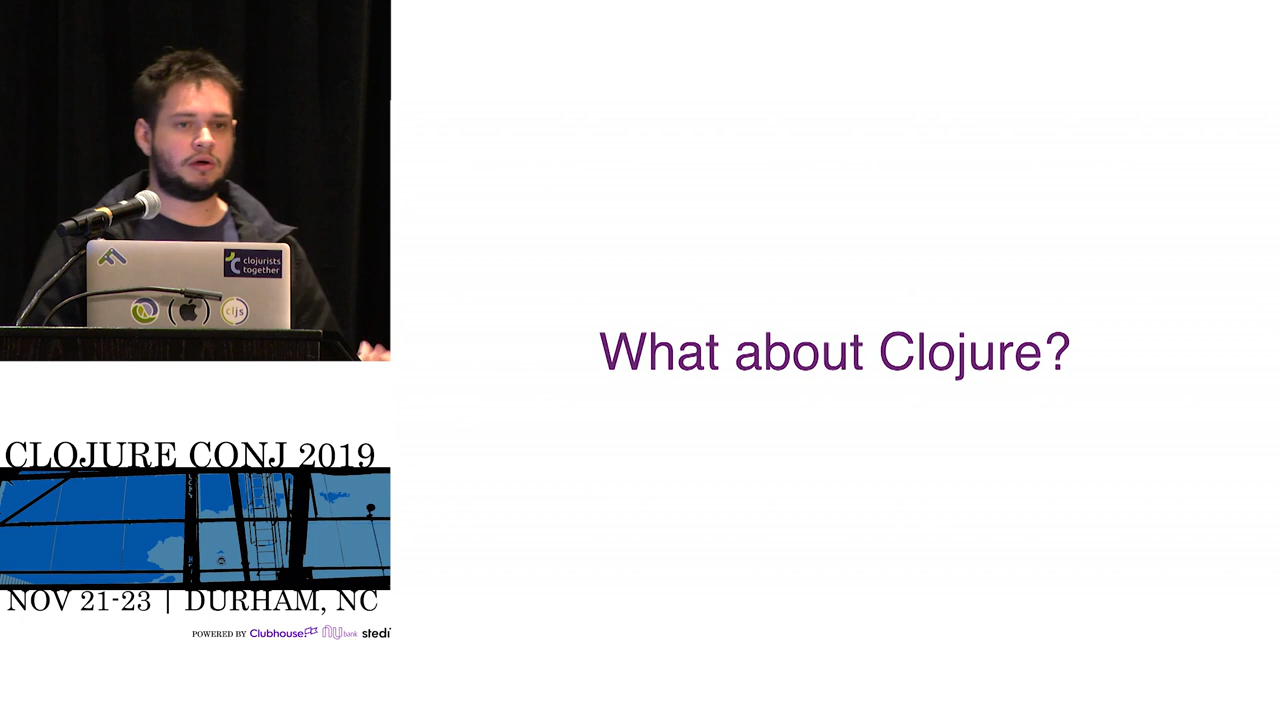 clojurists
together
cljs
What about Clojure?
CLOJURE CONJ 2019
NOV 21-23 | DURHAM, NC
POWERED BY Clubhouse nu bank stedi